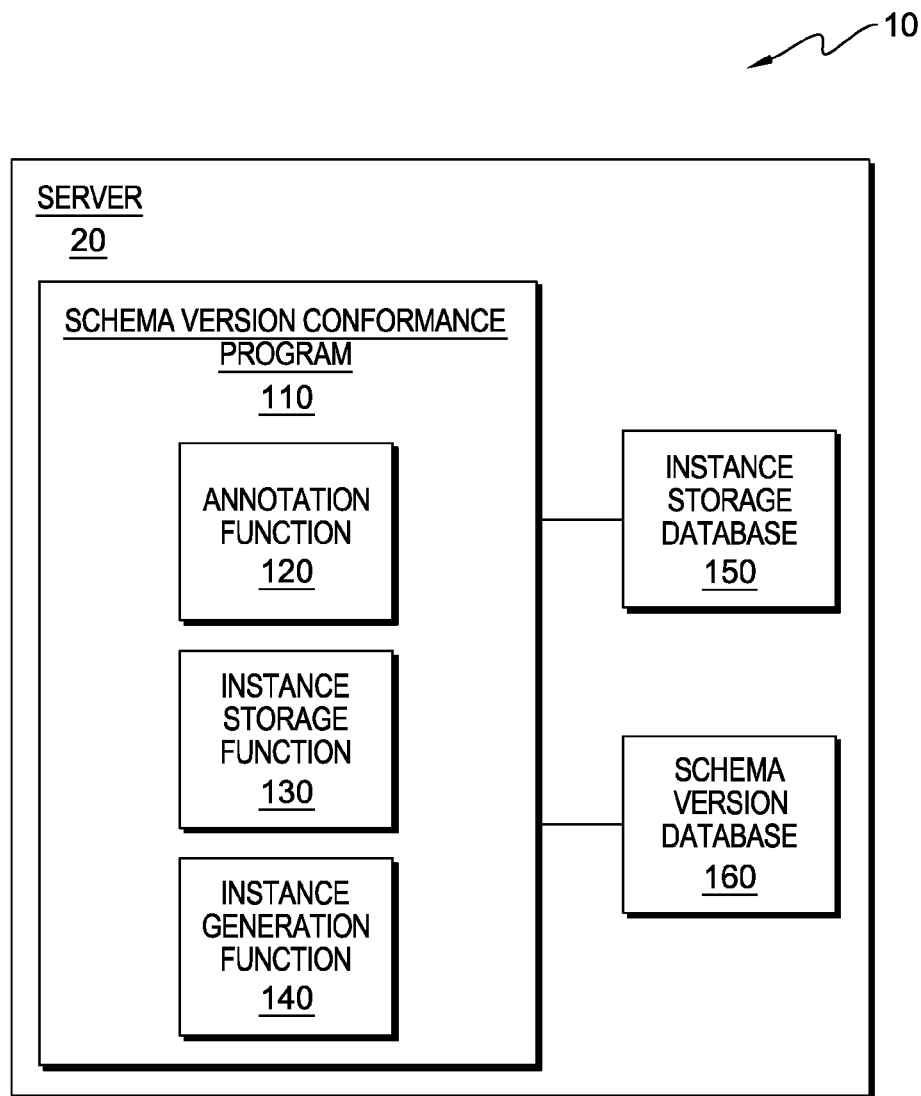 10
SERVER
20
SCHEMA VERSION CONFORMANCE
PROGRAM
110
ANNOTATION
FUNCTION
120
INSTANCE
STORAGE
FUNCTION
130
INSTANCE
GENERATION
FUNCTION
140
INSTANCE
STORAGE
DATABASE
150
SCHEMA
VERSION
DATABASE
160